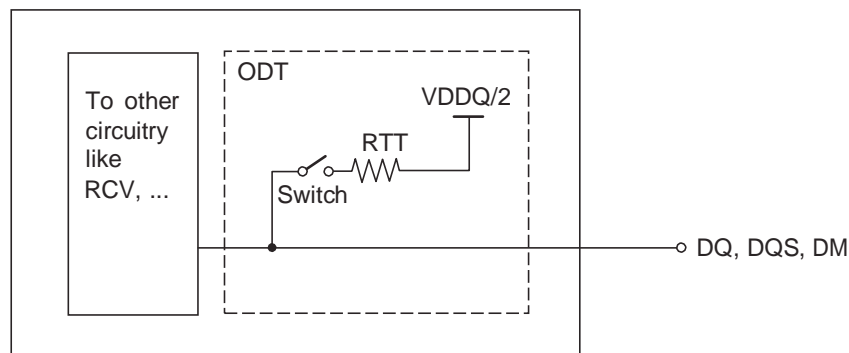 ODT
To other
circuitry
like
RCV, ...
VDDQ/2
RTT
Switch
DQ, DQS, DM